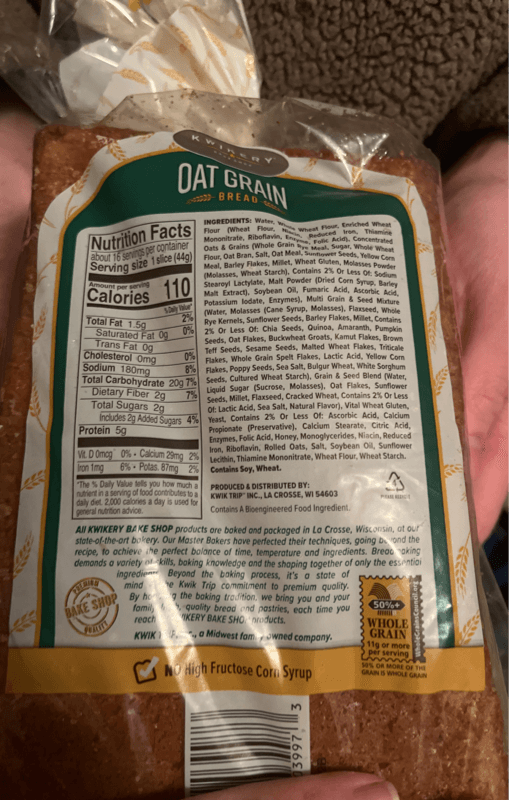 KWIKERY
OAT GRAIN
BREAD
Nutrition Facts
about 16 servings per container
Serving size 1 slice (44g)
Amount per serving
Calories 110
% Daily Value*
Total Fat 1.5g 2%
Saturated Fat 0g 0%
Trans Fat 0g
Cholesterol 0mg 0%
Sodium 180mg 8%
Total Carbohydrate 20g 7%
Dietary Fiber 2g 7%
Total Sugars 2g
Includes 2g Added Sugars 4%
Protein 5g
Vit. D 0mcg 0% • Calcium 29mg 2%
Iron 1mg 6% • Potas. 87mg 2%
*The % Daily Value tells you how much a
nutrient in a serving of food contributes to a
daily diet. 2,000 calories a day is used for
general nutrition advice.
INGREDIENTS: Water, Wheat Flour, Enriched Wheat
Flour (Wheat Flour, Reduced Iron, Thiamine
Mononitrate, Riboflavin, Folic Acid), Concentrated
Oats & Grains (Whole Grain Rye Meal, Sugar, Whole Wheat
Flour, Oat Bran, Salt, Oat Meal, Sunflower Seeds, Yellow Corn
Meal, Barley Flakes, Millet, Wheat Gluten, Molasses Powder
(Molasses, Wheat Starch), Contains 2% Or Less Of: Sodium
Stearoyl Lactylate, Malt Powder (Dried Corn Syrup, Barley
Malt Extract), Soybean Oil, Fumaric Acid, Ascorbic Acid,
Potassium Iodate, Enzymes), Multi Grain & Seed Mixture
(Water, Molasses (Cane Syrup, Molasses), Flaxseed, Whole
Rye Kernels, Sunflower Seeds, Barley Flakes, Millet, Contains
2% Or Less Of: Chia Seeds, Quinoa, Amaranth, Pumpkin
Seeds, Oat Flakes, Buckwheat Groats, Kamut Flakes, Brown
Teff Seeds, Sesame Seeds, Malted Wheat Flakes, Triticale
Flakes, Whole Grain Spelt Flakes, Lactic Acid, Yellow Corn
Flakes, Poppy Seeds, Sea Salt, Bulgur Wheat, White Sorghum
Seeds, Cultured Wheat Starch), Grain & Seed Blend (Water,
Liquid Sugar (Sucrose, Molasses), Oat Flakes, Sunflower
Seeds, Millet, Flaxseed, Cracked Wheat, Contains 2% Or Less
Of: Lactic Acid, Sea Salt, Natural Flavor), Vital Wheat Gluten,
Yeast, Contains 2% Or Less Of: Ascorbic Acid, Calcium
Propionate (Preservative), Calcium Stearate, Citric Acid,
Enzymes, Folic Acid, Honey, Monoglycerides, Niacin, Reduced
Iron, Riboflavin, Rolled Oats, Salt, Soybean Oil, Sunflower
Lecithin, Thiamine Mononitrate, Wheat Flour, Wheat Starch.
Contains Soy, Wheat.
PRODUCED & DISTRIBUTED BY:
KWIK TRIP INC., LA CROSSE, WI 54603
Contains A Bioengineered Food Ingredient.
All KWIKERY BAKE SHOP products are baked and packaged in La Crosse, Wisconsin, at our
state-of-the-art bakery. Our Master Bakers have perfected their techniques, going beyond the
recipe, to achieve the perfect balance of time, temperature and ingredients. Bread baking
demands a variety of skills, baking knowledge and the shaping together of only the essential
ingredients. Beyond the baking process, it's a state of
mind Kwik Trip commitment to premium quality.
By the baking tradition, we bring you and your
family quality bread and pastries, each time you
reach KWIKERY BAKE SHOP products.
KWIK a Midwest family owned company.
PREMIUM
BAKE SHOP
QUALITY
50%+
WHOLE
GRAIN
11g or more
per serving
50% OR MORE OF THE
GRAIN IS WHOLE GRAIN
WholeGrainsCouncil.org
NO High Fructose Corn Syrup
03997 3